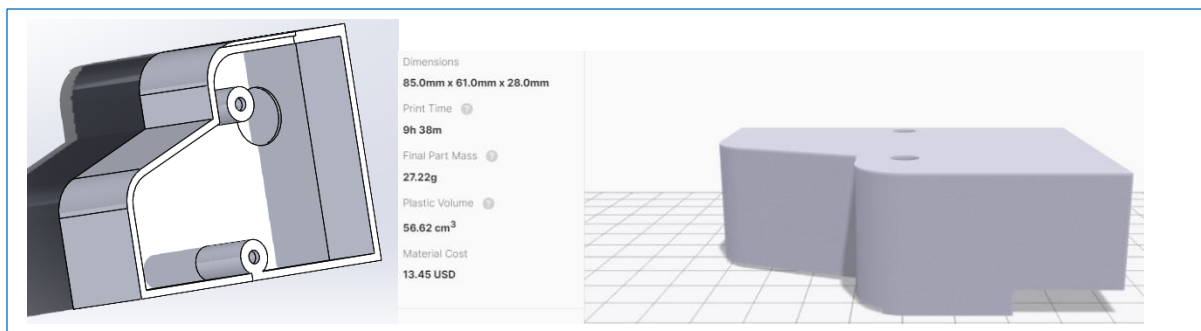 Dimensions
85.0mm x 61.0mm x 28.0mm
Print Time ?
9h 38m
Final Part Mass ?
27.22g
Plastic Volume ?
56.62 cm³
Material Cost
13.45 USD